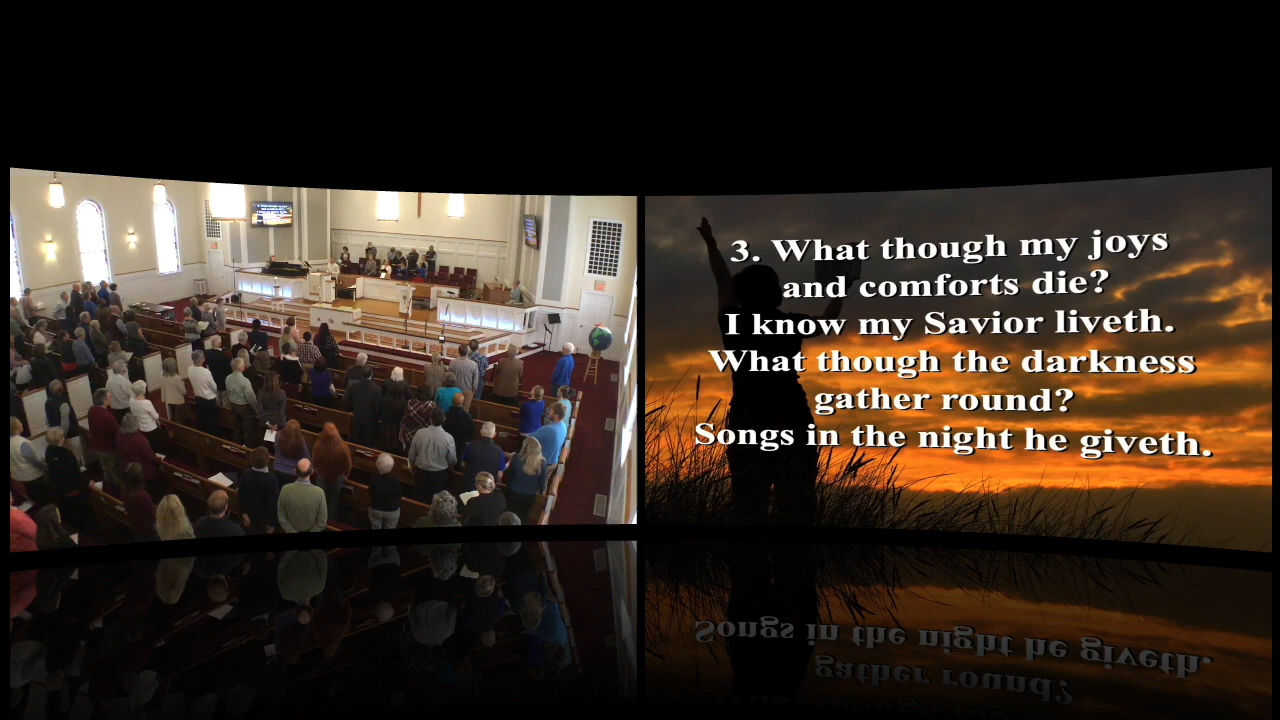 3. What though my joys
and comforts die?
I know my Savior liveth.
What though the darkness
gather round?
Songs in the night he giveth.